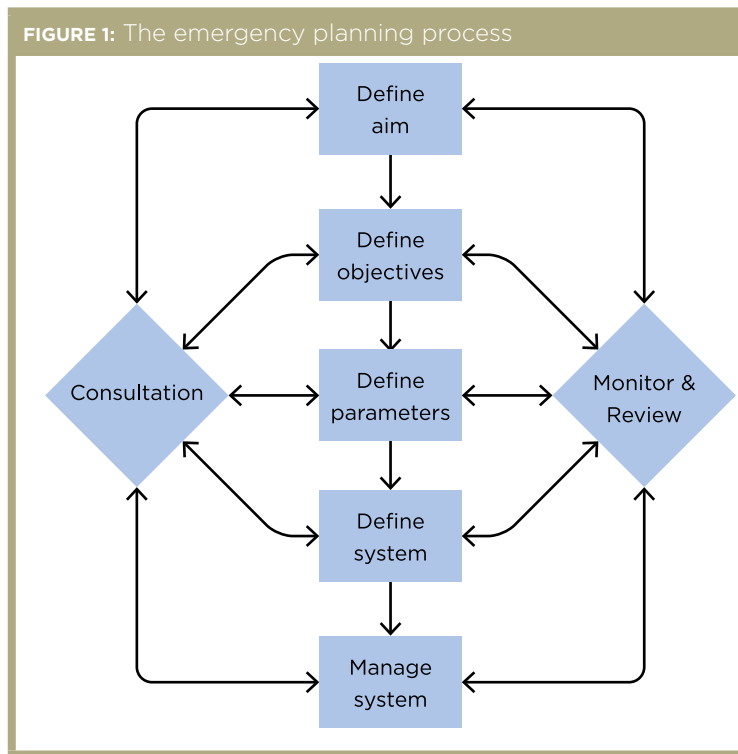 FIGURE 1: The emergency planning process
Define
aim
Define
objectives
Consultation
Define
parameters
Monitor &
Review
Define
system
Manage
system